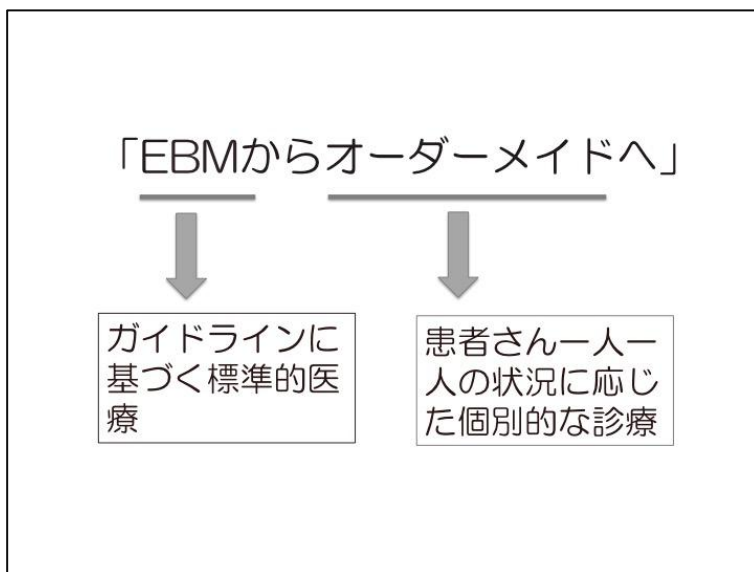 「EBMからオーダーメイドへ」
ガイドラインに
基づく標準的医
療
患者さん一人一
人の状況に応じ
た個別的な診療